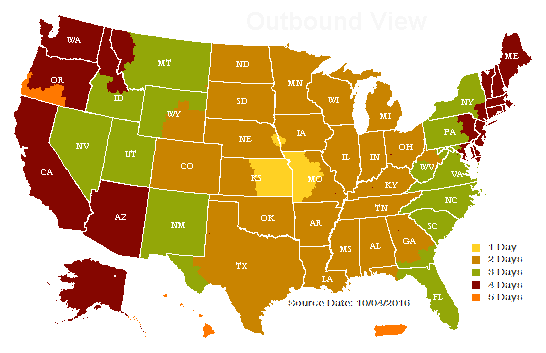 Outbound View
WA
ME
MT
ND
OR
MN
ID
SD
WI
NY
WY
MI
IA
PA
NE
NV
OH
IL
IN
UT
CO
WV
VA
CA
KS
MO
KY
NC
TN
AZ
NM
OK
AR
SC
MS
AL
GA
TX
LA
FL
1 Day
2 Days
3 Days
4 Days
5 Days
Source Date: 10/04/2016